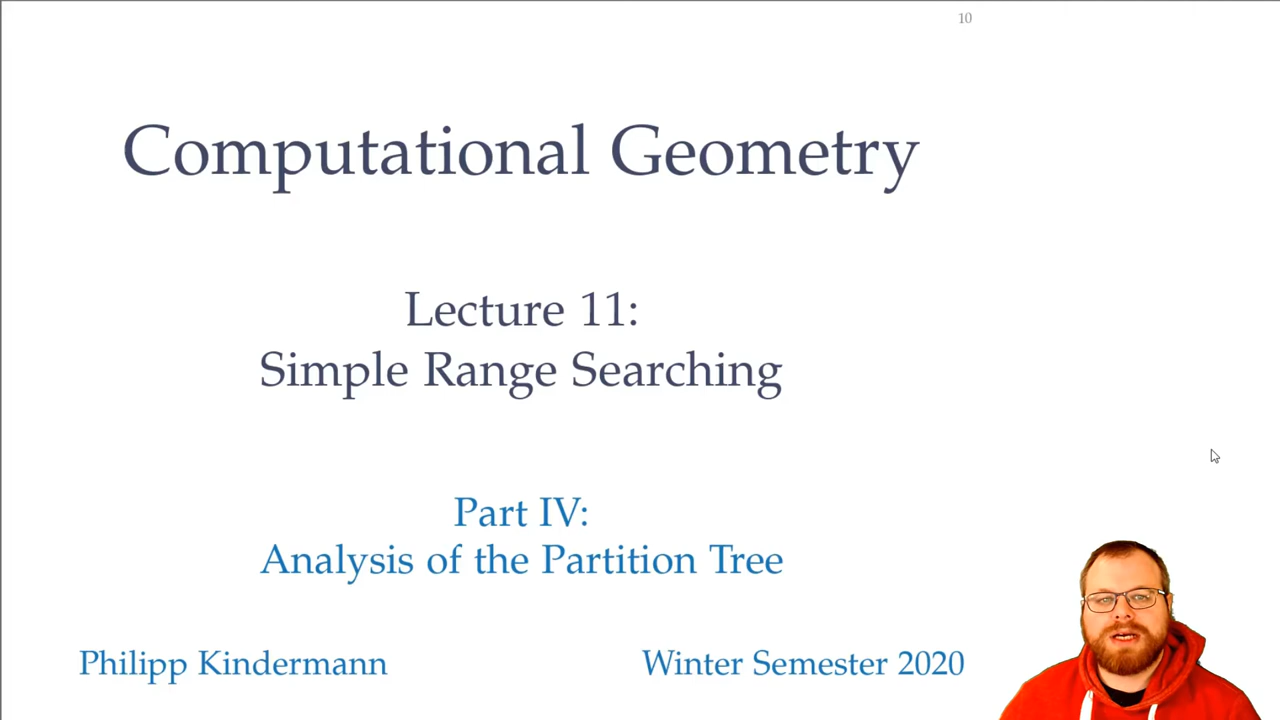 10
Computational Geometry
Lecture 11:
Simple Range Searching
Part IV:
Analysis of the Partition Tree
Philipp Kindermann Winter Semester 2020